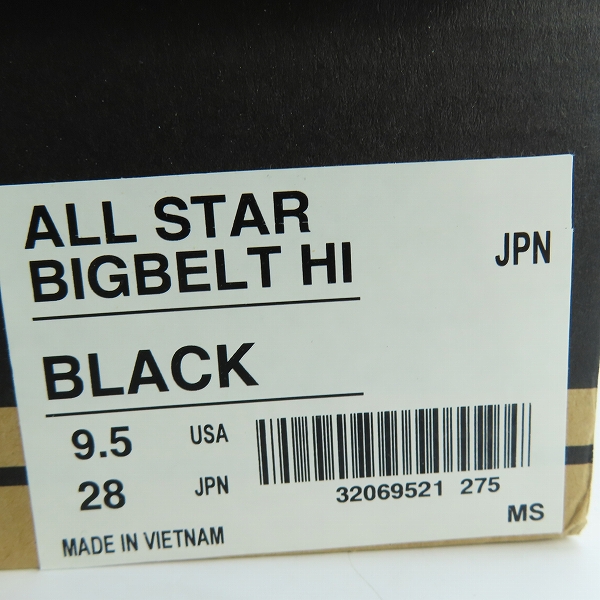 ALL STAR
BIGBELT HI
JPN
BLACK
9.5 USA
28 JPN
32069521 275
MADE IN VIETNAM
MS